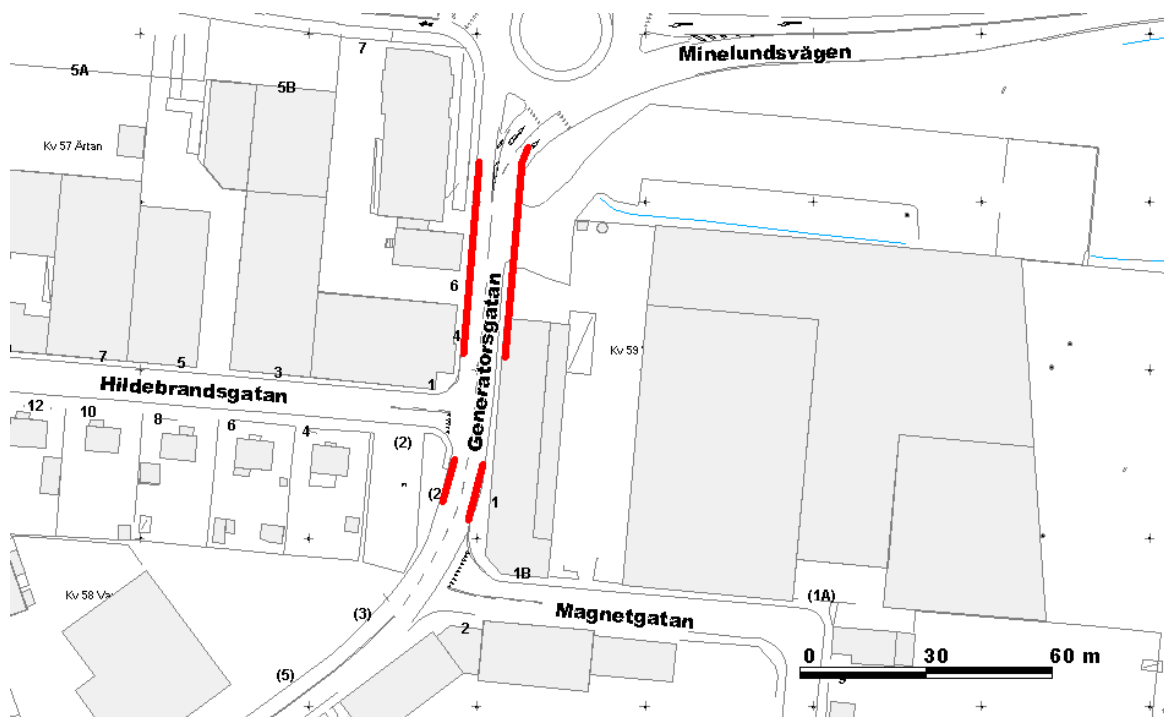 7
Minelundsvägen
5A
5B
Kv 57 Ärtan
6
Generatorsgatan
4
Kv 59
7
5
3
1
Hildebrandsgatan
12
10
8
6
4
(2)
(2
1
1B
Kv 58
(3)
Magnetgatan
(1A)
2
0 30 60 m
(5)
9